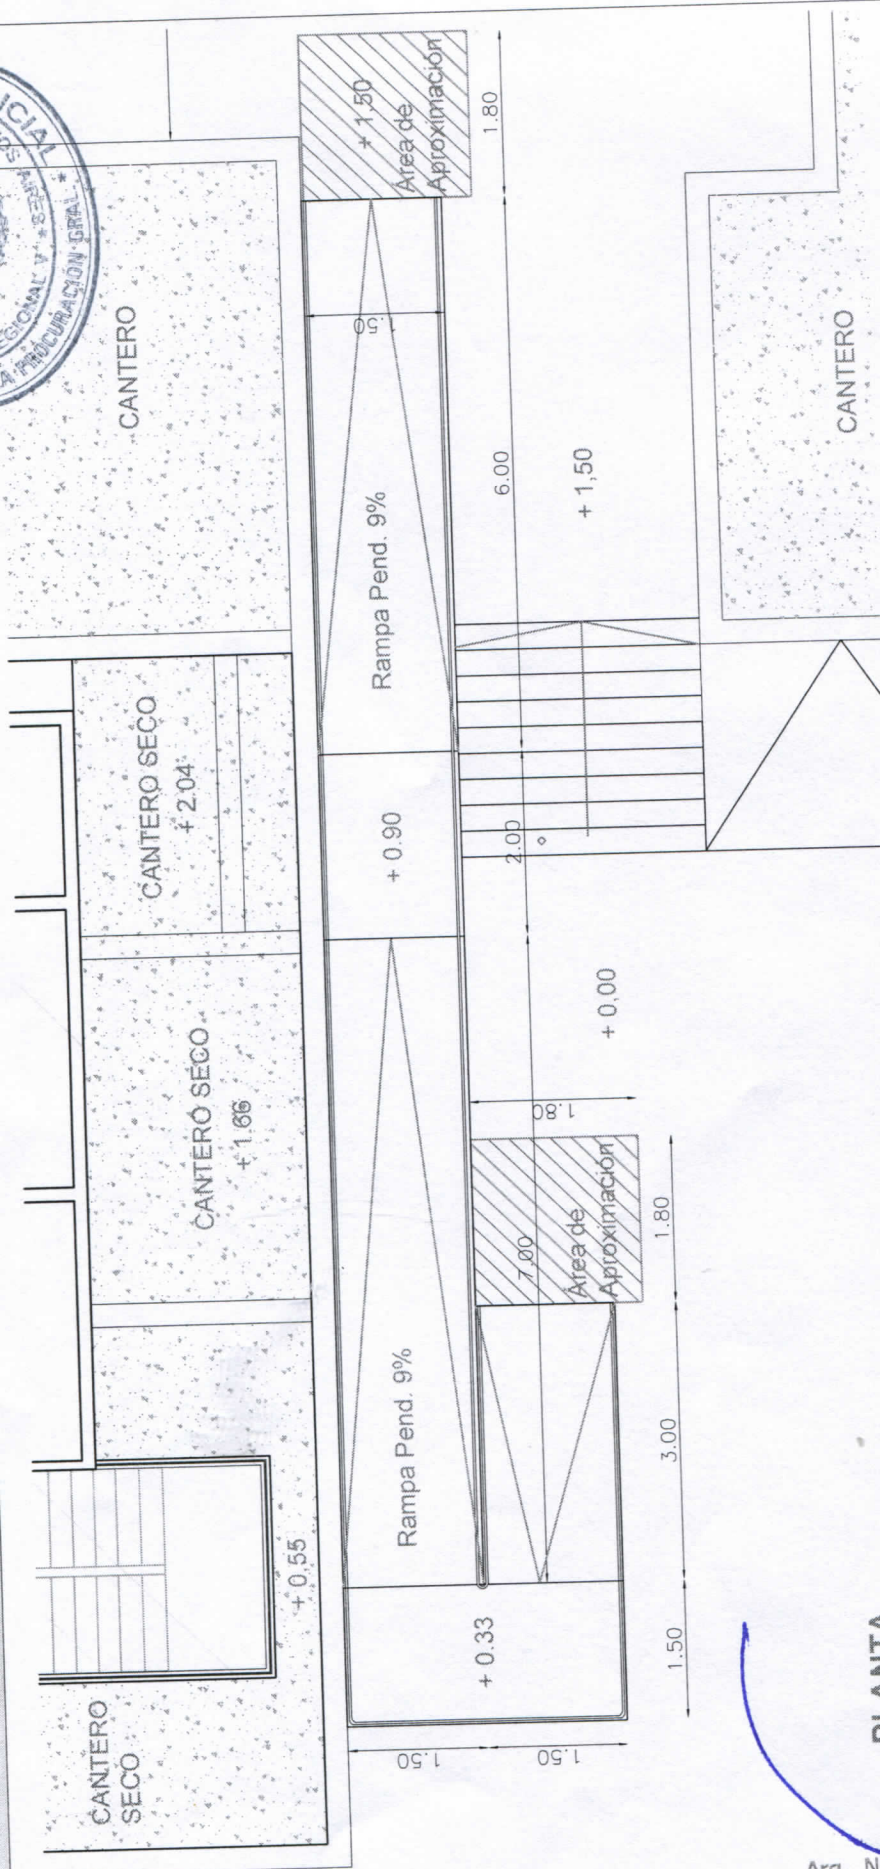 CANTERO
+ 1,50
Área de
Aproximación
1.80
1.50
Rampa Pend. 9%
6.00
+ 1,50
CANTERO
CANTERO SECO
+ 2.04
+ 0.90
2.00
CANTERO SECO
+ 1.66
+ 0,00
1.80
Área de
Aproximación
7,00
1.80
Rampa Pend. 9%
3.00
+ 0,55
+ 0.33
1.50
CANTERO
SECO
1.50
1.50
PLANTA
Arq.
PROCURACIÓN GRAL.